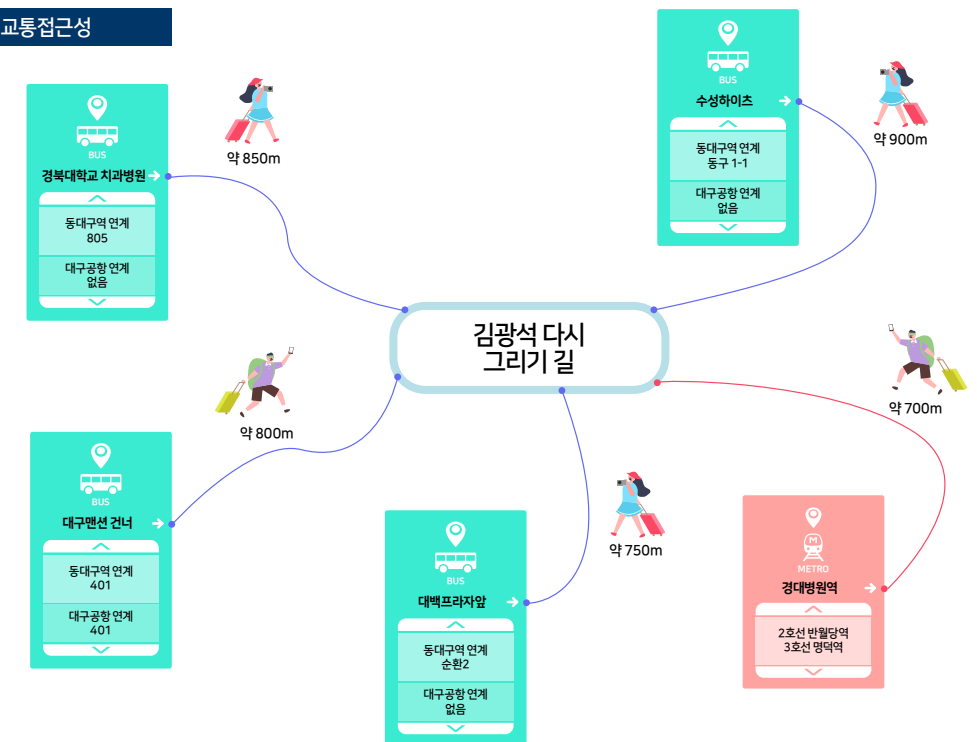 교통접근성
BUS
경북대학교 치과병원
동대구역 연계
805
대구공항 연계
없음
약 850m
BUS
수성하이츠
동대구역 연계
동구 1-1
대구공항 연계
없음
약 900m
김광석 다시
그리기 길
약 800m
BUS
대구맨션 건너
동대구역 연계
401
대구공항 연계
401
BUS
대백프라자앞
동대구역 연계
순환2
대구공항 연계
없음
약 750m
약 700m
M
METRO
경대병원역
2호선 반월당역
3호선 명덕역